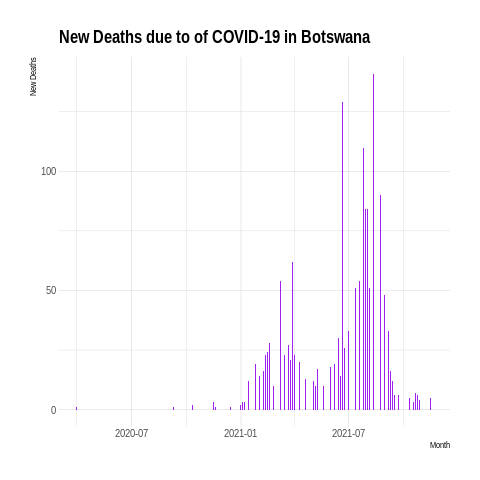 New Deaths due to of COVID-19 in Botswana
New Deaths
100
50
0
2020-07
2021-01
2021-07
Month